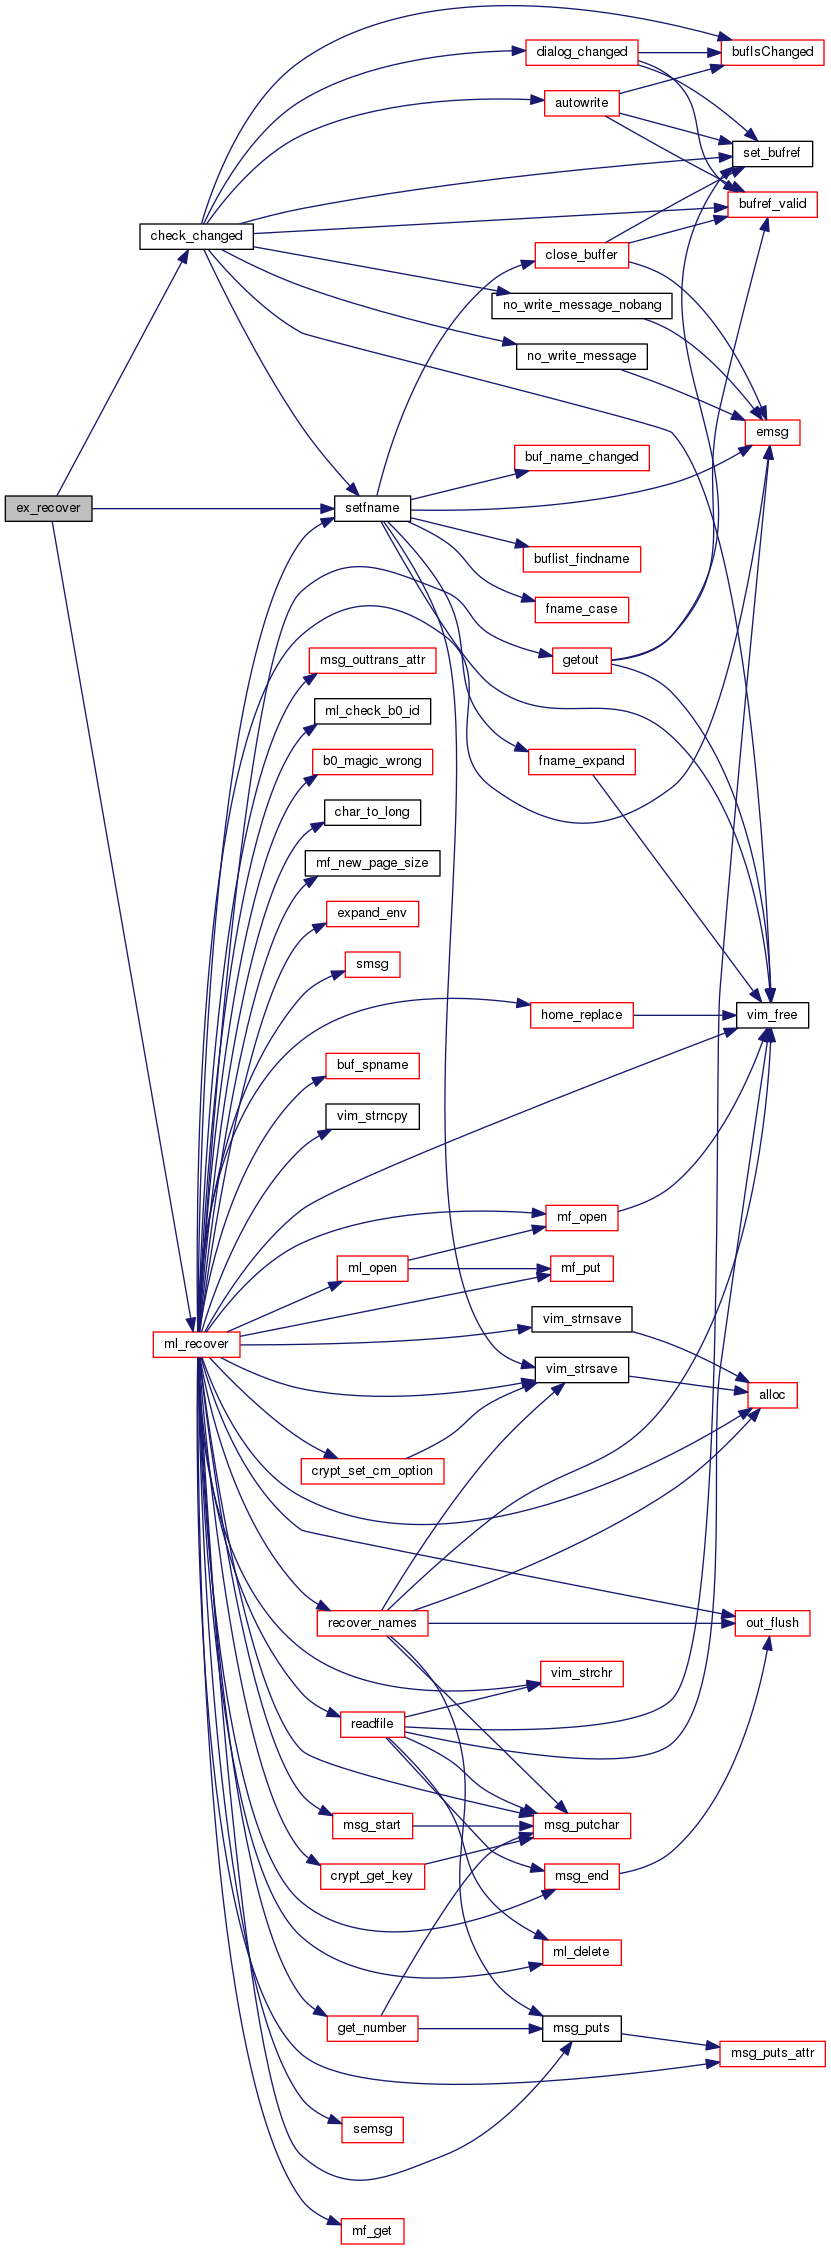 dialog_changed
bufIsChanged
autowrite
set_bufref
bufref_valid
check_changed
close_buffer
no_write_message_nobang
no_write_message
emsg
buf_name_changed
ex_recover
setfname
buflist_findname
fname_case
msg_outtrans_attr
getout
ml_check_b0_id
b0_magic_wrong
fname_expand
char_to_long
mf_new_page_size
expand_env
smsg
home_replace
vim_free
buf_spname
vim_strncpy
mf_open
ml_open
mf_put
vim_strnsave
ml_recover
vim_strsave
alloc
crypt_set_cm_option
recover_names
out_flush
vim_strchr
readfile
msg_start
msg_putchar
crypt_get_key
msg_end
ml_delete
get_number
msg_puts
msg_puts_attr
semsg
mf_get